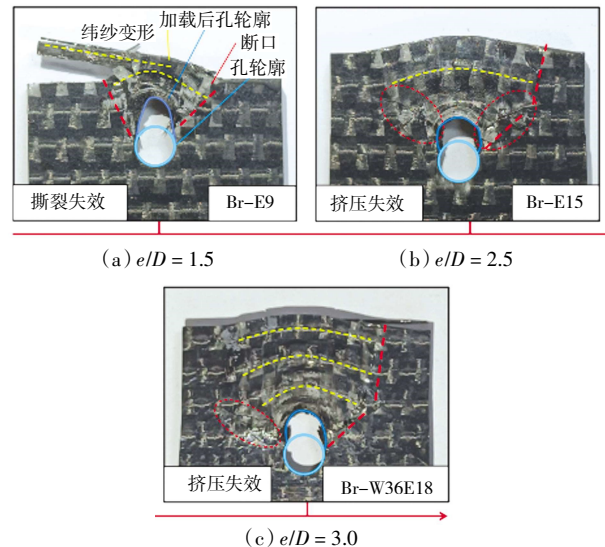 纬纱变形
加载后孔轮廓
断口
孔轮廓
撕裂失效
Br-E9
挤压失效
Br-E15
(a) e/D = 1.5
(b) e/D = 2.5
挤压失效
Br-W36E18
(c) e/D = 3.0